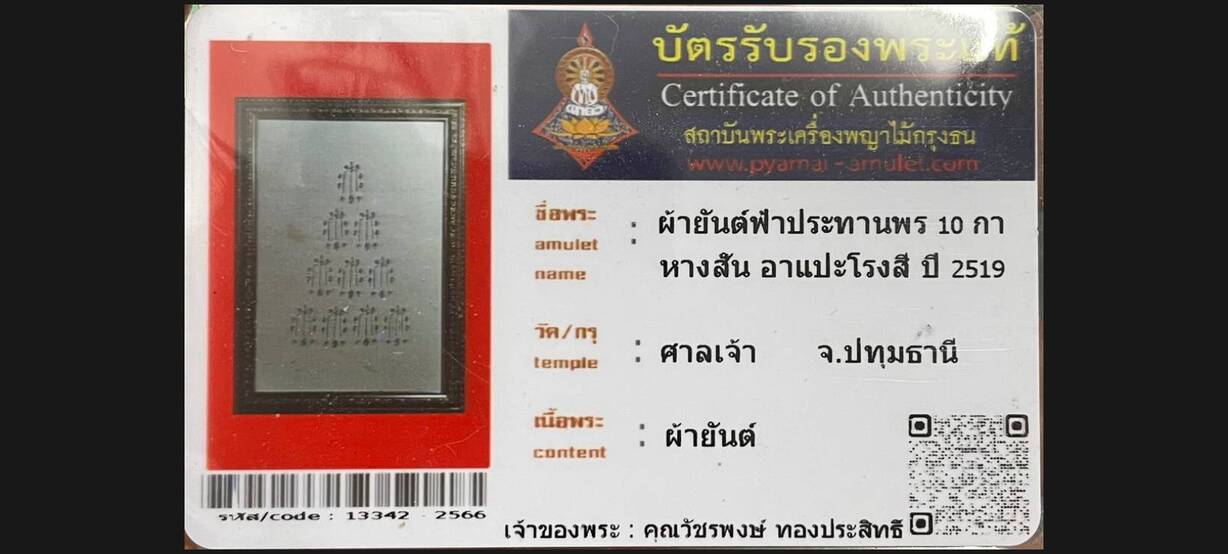 บัตรรับรองพระแท้
Certificate of Authenticity
สถาบันพระเครื่องพญาไม้กรุงธน
www.pyamai-amulet.com
ชื่อพระ
amulet
name
: ผ้ายันต์ฟ้าประทานพร 10 กา
หางสั้น อาแปะโรงสี ปี 2519
วัด/กรุ
temple
: ศาลเจ้า จ.ปทุมธานี
เนื้อพระ
content
: ผ้ายันต์
รหัส/code : 13342 - 2566
เจ้าของพระ : คุณวัชรพงษ์ ทองประสิทธิ์